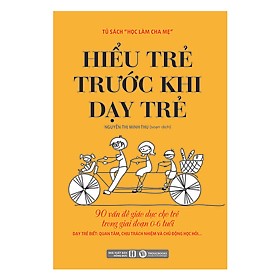 TỦ SÁCH "HỌC LÀM CHA MẸ"
HIỂU TRẺ
TRƯỚC KHI
DẠY TRẺ
NGUYỄN THỊ MINH THU (soạn dịch)
90 vấn đề giáo dục cho trẻ
trong giai đoạn 0-6 tuổi
DẠY TRẺ BIẾT: QUAN TÂM, CHỊU TRÁCH NHIỆM VÀ CHỦ ĐỘNG HỌC HỎI...